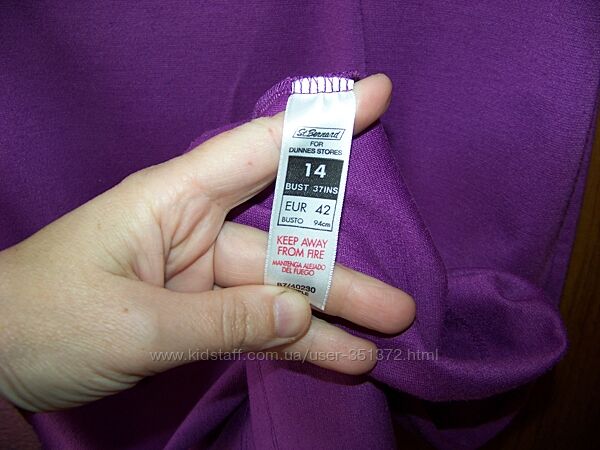 St. Bernard
FOR
DUNNES STORES
14
BUST 37INS
EUR 42
BUSTO 94cm
KEEP AWAY
FROM FIRE
MANTENGA ALEJADO
DEL FUEGO
www.kidstaff.com.ua/user-351372.html